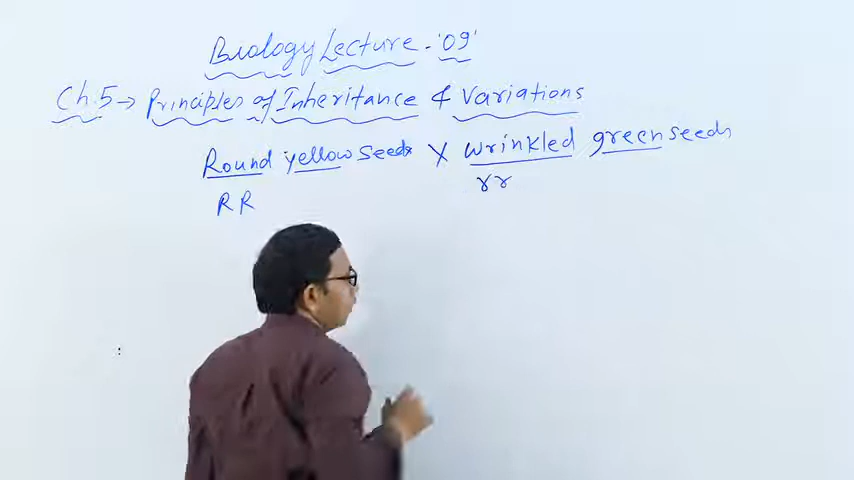 Biology Lecture - '09'
Ch. 5 → Principles of Inheritance & Variations
Round yellow seeds X wrinkled green seeds
RR rr